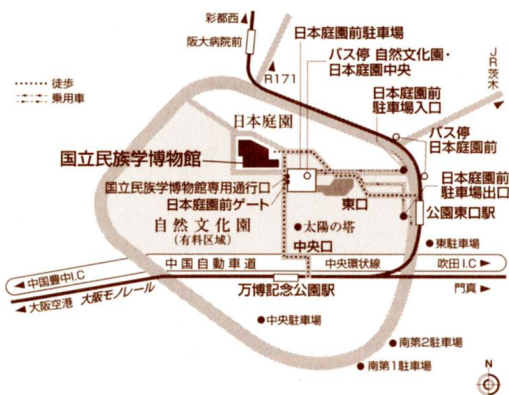 彩都西▲
阪大病院前
日本庭園前駐車場
バス停 自然文化園・
日本庭園中央
R171
JR茨木
徒歩
乗用車
日本庭園前
駐車場入口
日本庭園
バス停
日本庭園前
国立民族学博物館
国立民族学博物館専用通行口
日本庭園前ゲート
東口
日本庭園前
駐車場出口
公園東口駅
自然文化園
(有料区域)
●太陽の塔
中央口
●東駐車場
◀中国豊中I.C
中国自動車道
中央環状線
吹田I.C▶
◀大阪空港 大阪モノレール
万博記念公園駅
門真▶
●中央駐車場
●南第2駐車場
●南第1駐車場
N